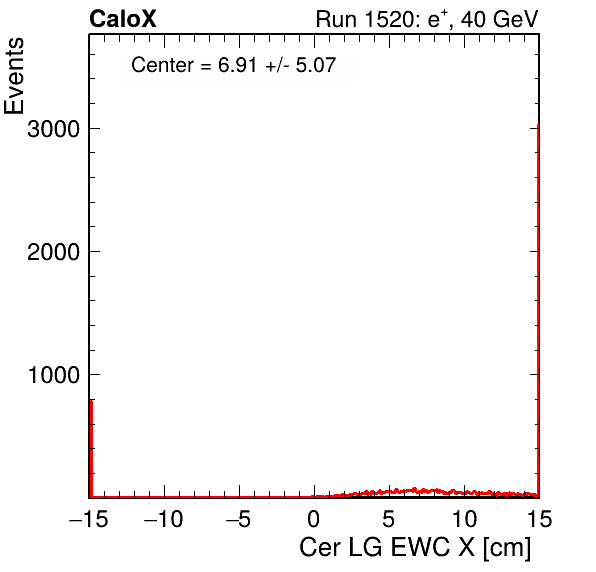 CaloX Run 1520: e⁺, 40 GeV
Center = 6.91 +/- 5.07
Events
3000
2000
1000
−15 −10 −5 0 5 10 15
Cer LG EWC X [cm]